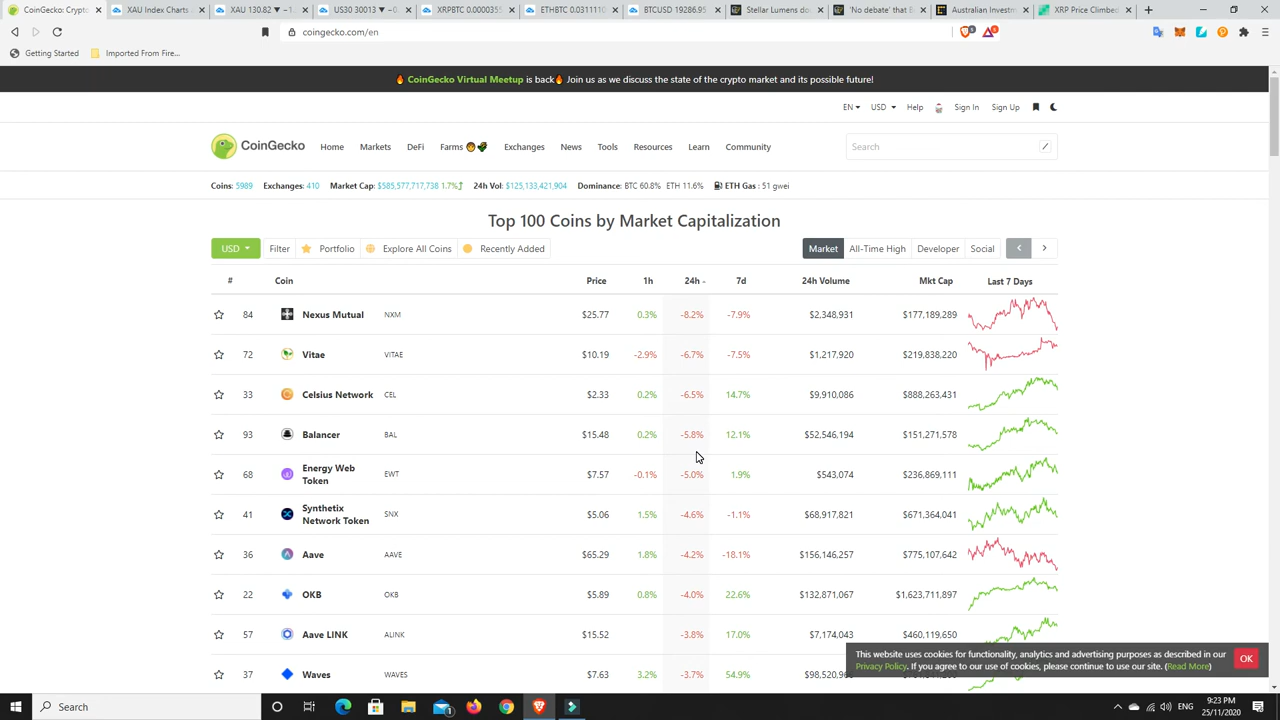 CoinGecko: Crypto
XAU Index Charts
XAU 130.82 ▼ −1
US30 30013 ▼ −0.
XRPBTC 0.0000355
ETHBTC 0.0311110
BTCUSD 19286.95
Stellar Lumens do
'No debate' that B
Australian Investm
XRP Price Climbed
coingecko.com/en
Getting Started
Imported From Fire...
CoinGecko Virtual Meetup is back Join us as we discuss the state of the crypto market and its possible future!
EN USD Help Sign In Sign Up
CoinGecko Home Markets DeFi Farms Exchanges News Tools Resources Learn Community
Search
Coins: 5989 Exchanges: 410 Market Cap: $585,577,717,738 1.7% 24h Vol: $125,133,421,904 Dominance: BTC 60.8% ETH 11.6% ETH Gas : 51 gwei
Top 100 Coins by Market Capitalization
USD Filter Portfolio Explore All Coins Recently Added Market All-Time High Developer Social < >
# Coin Price 1h 24h 7d 24h Volume Mkt Cap Last 7 Days
84 Nexus Mutual NXM $25.77 0.3% -8.2% -7.9% $2,348,931 $177,189,289
72 Vitae VITAE $10.19 -2.9% -6.7% -7.5% $1,217,920 $219,838,220
33 Celsius Network CEL $2.33 0.2% -6.5% 14.7% $9,910,086 $888,263,431
93 Balancer BAL $15.48 0.2% -5.8% 12.1% $52,546,194 $151,271,578
68 Energy Web Token EWT $7.57 -0.1% -5.0% 1.9% $543,074 $236,869,111
41 Synthetix Network Token SNX $5.06 1.5% -4.6% -1.1% $68,917,821 $671,364,041
36 Aave AAVE $65.29 1.8% -4.2% -18.1% $156,146,257 $775,107,642
22 OKB OKB $5.89 0.8% -4.0% 22.6% $132,871,067 $1,623,711,897
57 Aave LINK ALINK $15.52 -3.8% 17.0% $7,174,043 $460,119,650
37 Waves WAVES $7.63 3.2% -3.7% 54.9%
This website uses cookies for functionality, analytics and advertising purposes as described in our
Privacy Policy. If you agree to our use of cookies, please continue to use our site. (Read More)
OK
Search
ENG
9:23 PM
25/11/2020